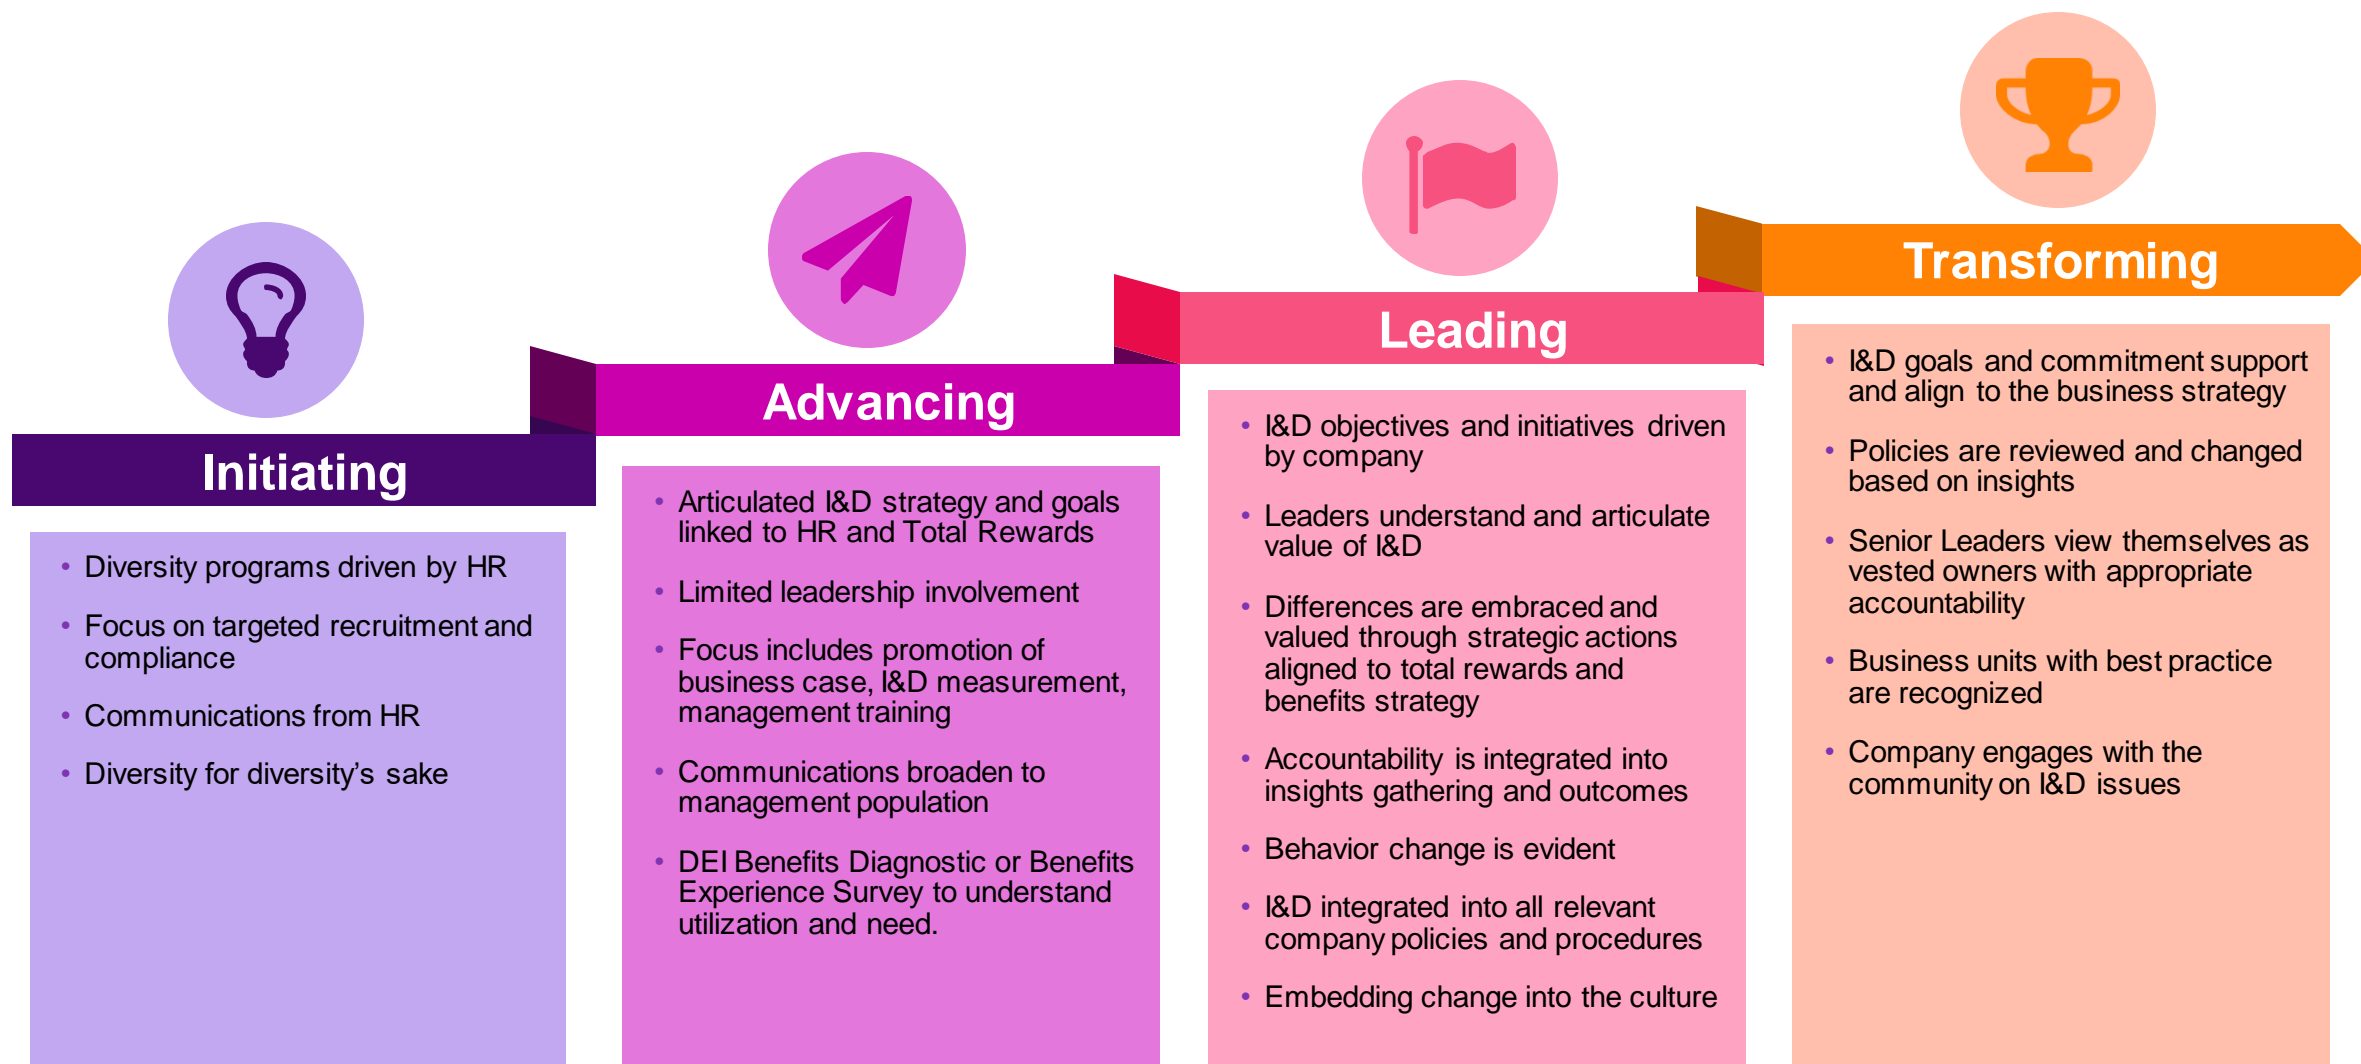 Initiating
• Diversity programs driven by HR
• Focus on targeted recruitment and
compliance
• Communications from HR
• Diversity for diversity’s sake
Advancing
• Articulated I&D strategy and goals
linked to HR and Total Rewards
• Limited leadership involvement
• Focus includes promotion of
business case, I&D measurement,
management training
• Communications broaden to
management population
• DEI Benefits Diagnostic or Benefits
Experience Survey to understand
utilization and need.
Leading
• I&D objectives and initiatives driven
by company
• Leaders understand and articulate
value of I&D
• Differences are embraced and
valued through strategic actions
aligned to total rewards and
benefits strategy
• Accountability is integrated into
insights gathering and outcomes
• Behavior change is evident
• I&D integrated into all relevant
company policies and procedures
• Embedding change into the culture
Transforming
• I&D goals and commitment support
and align to the business strategy
• Policies are reviewed and changed
based on insights
• Senior Leaders view themselves as
vested owners with appropriate
accountability
• Business units with best practice
are recognized
• Company engages with the
community on I&D issues